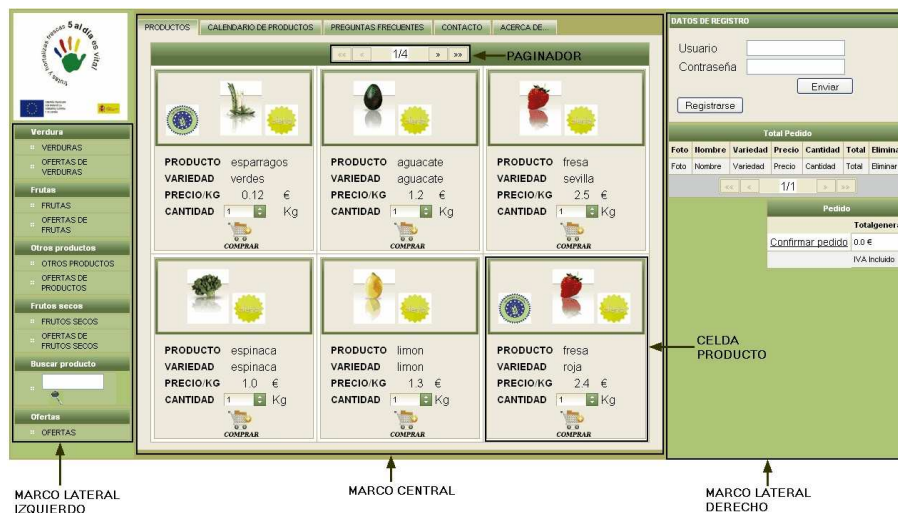 frutas y hortalizas frescas 5 al día es vital
Verdura
VERDURAS
OFERTAS DE
VERDURAS
Frutas
FRUTAS
OFERTAS DE
FRUTAS
Otros productos
OTROS PRODUCTOS
OFERTAS DE
PRODUCTOS
Frutos secos
FRUTOS SECOS
OFERTAS DE
FRUTOS SECOS
Buscar producto
Ofertas
OFERTAS
MARCO LATERAL
IZQUIERDO
PRODUCTOS CALENDARIO DE PRODUCTOS PREGUNTAS FRECUENTES CONTACTO ACERCA DE...
«« « 1/4 » »»
PAGINADOR
PRODUCTO esparragos
VARIEDAD verdes
PRECIO/KG 0.12 €
CANTIDAD 1 Kg
COMPRAR
PRODUCTO aguacate
VARIEDAD aguacate
PRECIO/KG 1.2 €
CANTIDAD 1 Kg
COMPRAR
PRODUCTO fresa
VARIEDAD sevilla
PRECIO/KG 2.5 €
CANTIDAD 1 Kg
COMPRAR
PRODUCTO espinaca
VARIEDAD espinaca
PRECIO/KG 1.0 €
CANTIDAD 1 Kg
COMPRAR
PRODUCTO limon
VARIEDAD limon
PRECIO/KG 1.3 €
CANTIDAD 1 Kg
COMPRAR
PRODUCTO fresa
VARIEDAD roja
PRECIO/KG 2.4 €
CANTIDAD 1 Kg
COMPRAR
MARCO CENTRAL
DATOS DE REGISTRO
Usuario
Contraseña
Enviar
Registrarse
Total Pedido
Foto Nombre Variedad Precio Cantidad Total Elimina
Foto Nombre Variedad Precio Cantidad Total Eliminar
«« « 1/1 » »»
Pedido
Totalgenera
Confirmar pedido 0.0 €
IVA Incluido
CELDA
PRODUCTO
MARCO LATERAL
DERECHO